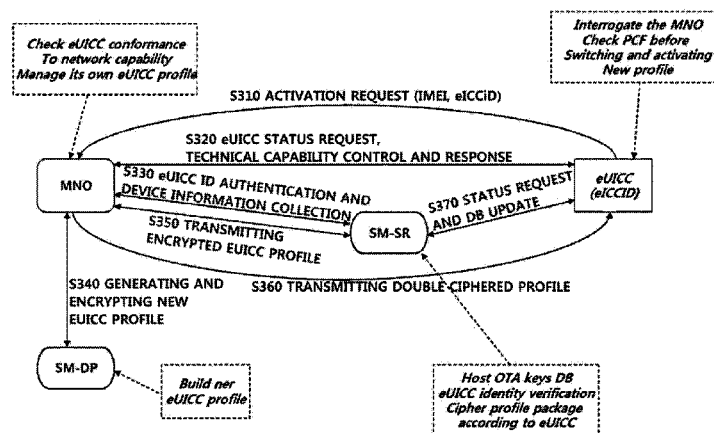 Check eUICC conformance
To network capability
Manage its own eUICC profile
Interrogate the MNO
Check PCF before
Switching and activating
New profile
S310 ACTIVATION REQUEST (IMEI, eICCiD)
S320 eUICC STATUS REQUEST,
TECHNICAL CAPABILITY CONTROL AND RESPONSE
MNO
S330 eUICC ID AUTHENTICATION AND
DEVICE INFORMATION COLLECTION
eUICC
(eICCID)
S370 STATUS REQUEST
AND DB UPDATE
S350 TRANSMITTING
ENCRYPTED EUICC PROFILE
SM-SR
S360 TRANSMITTING DOUBLE CIPHERED PROFILE
S340 GENERATING AND
ENCRYPTING NEW
EUICC PROFILE
SM-DP
Build ner
eUICC profile
Host OTA keys DB
eUICC identity verification
Cipher profile package
according to eUICC